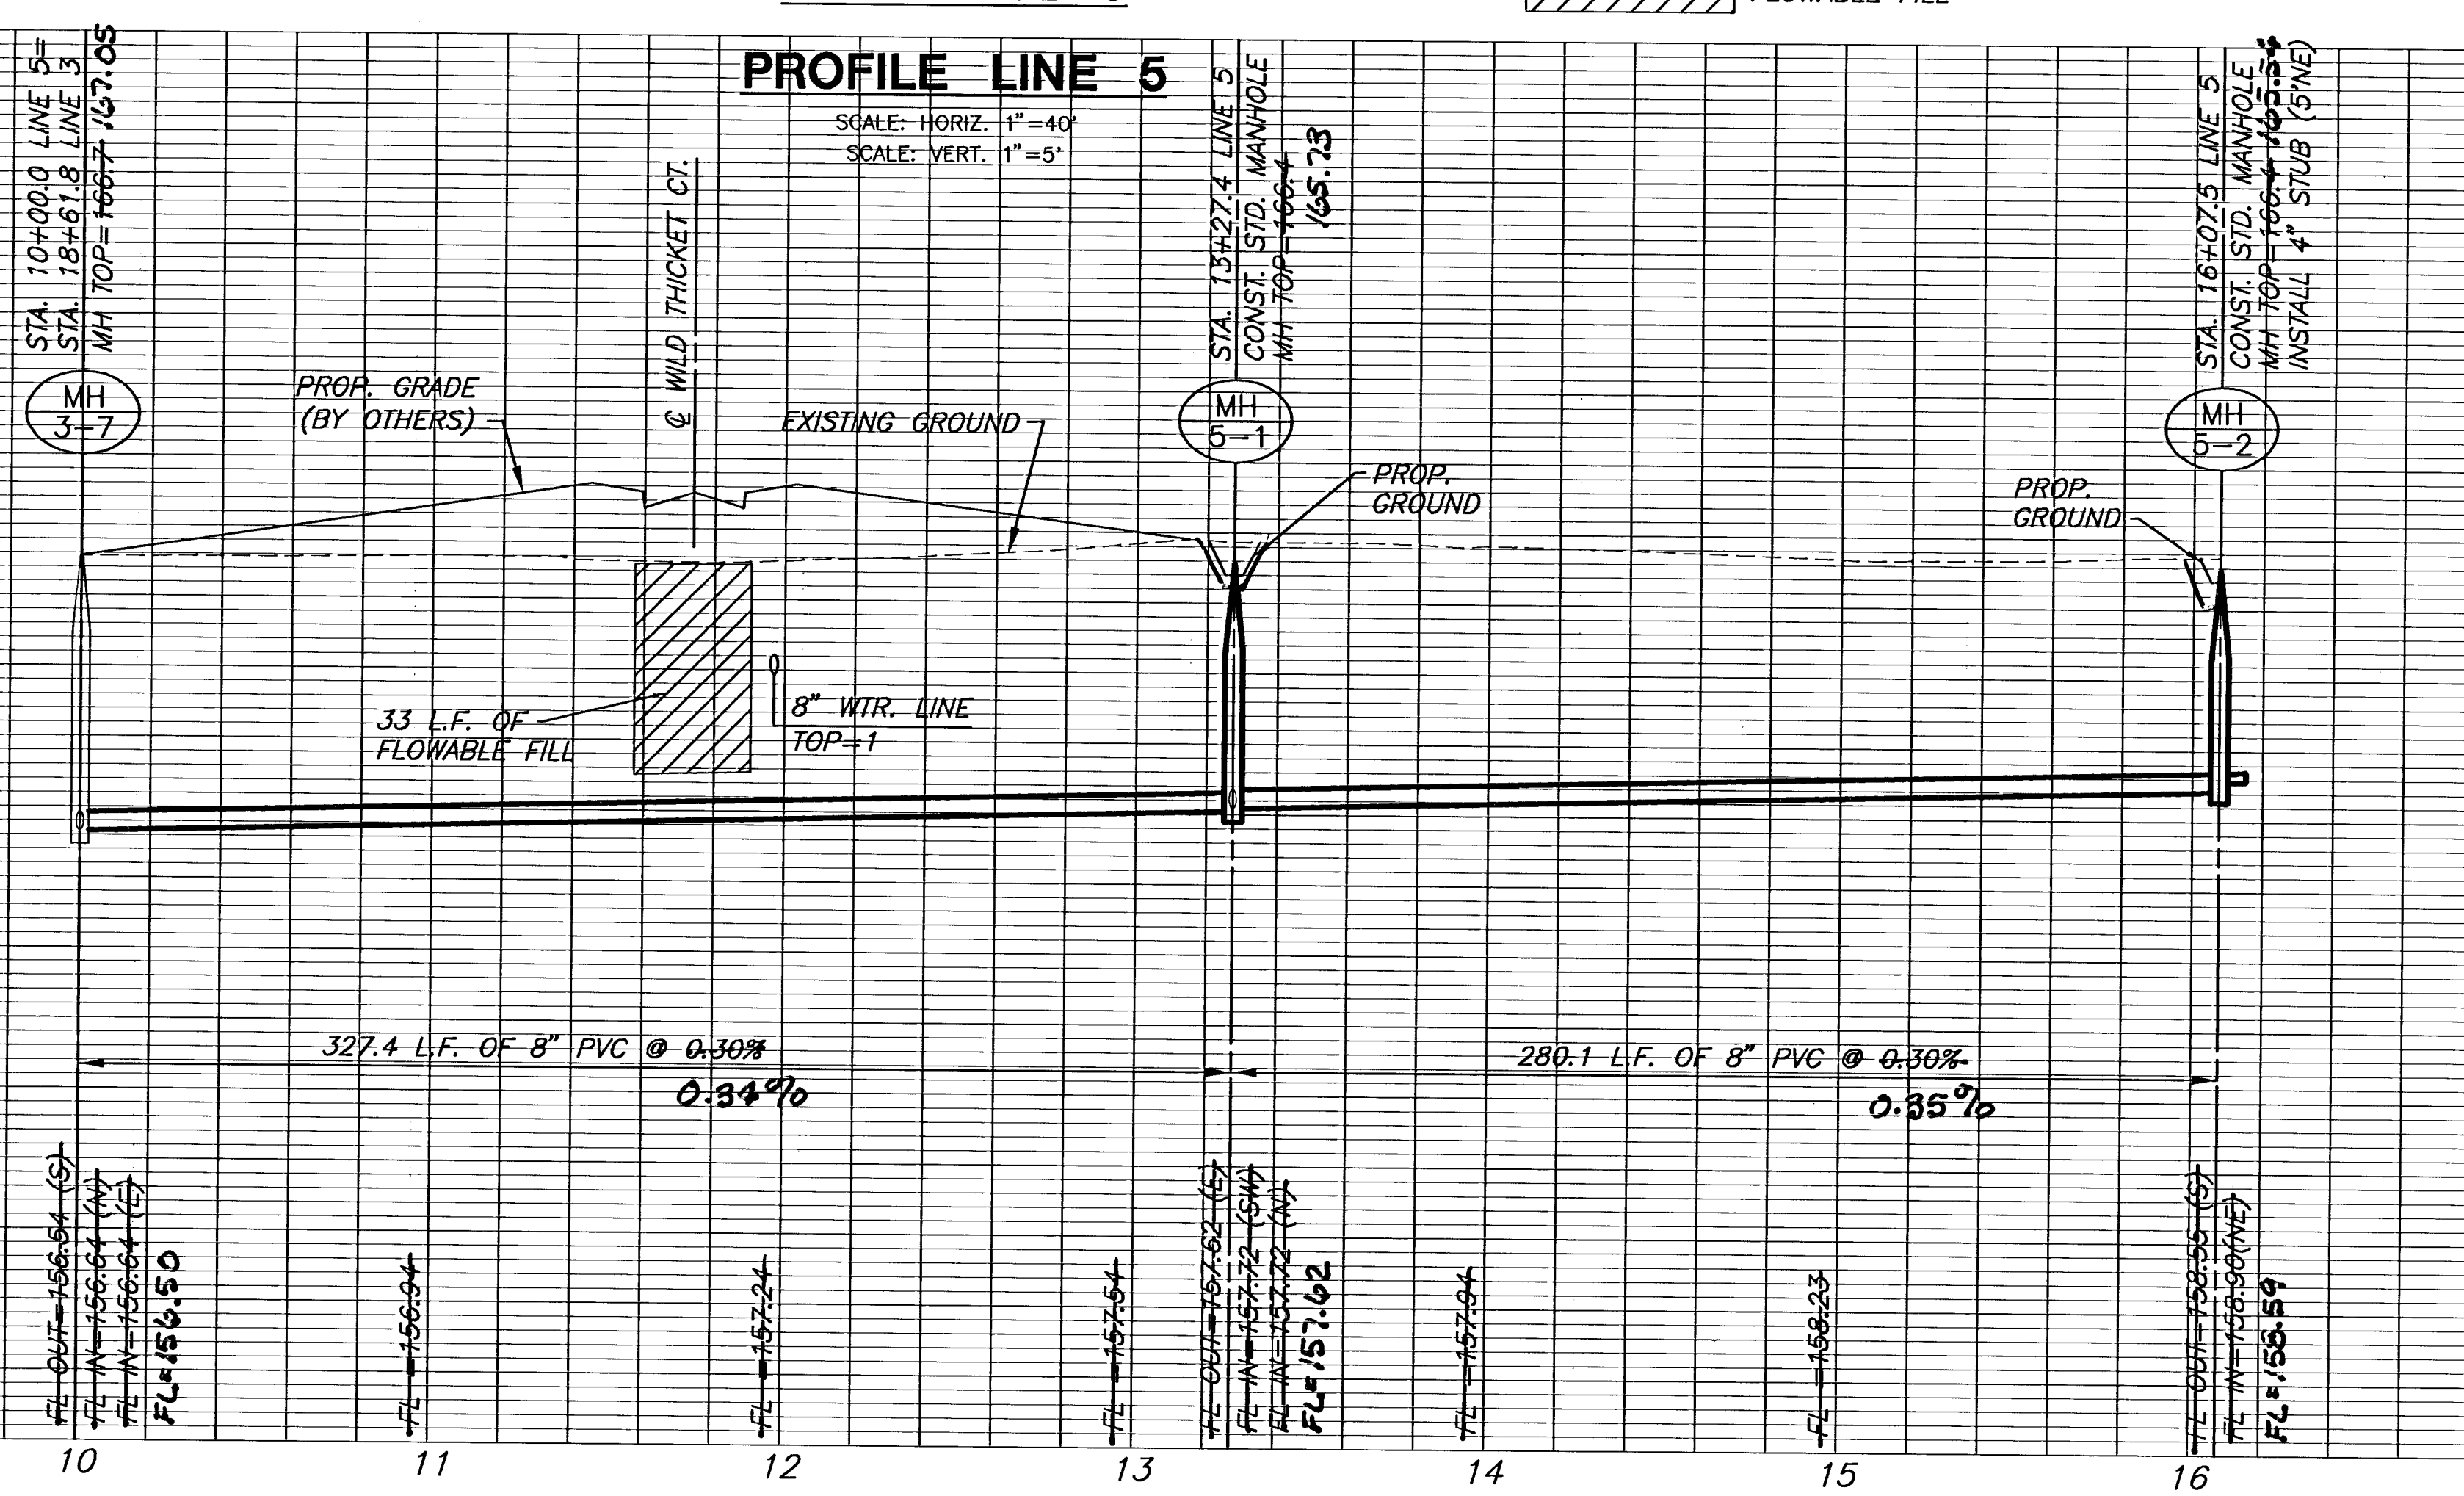 FLOWABLE FILL
PROFILE LINE 5
SCALE: HORIZ. 1"=40'
SCALE: VERT. 1"=5'
STA. 10+00.0 LINE 5=
STA. 18+61.8 LINE 3
MH TOP=166.7 167.05
MH
3-7
PROP. GRADE
(BY OTHERS)
℄ WILD THICKET CT.
EXISTING GROUND
STA. 13+27.4 LINE 5
CONST. STD. MANHOLE
MH TOP=166.4
165.73
MH
5-1
PROP.
GROUND
STA. 16+07.5 LINE 5
CONST. STD. MANHOLE
MH TOP=166.4
INSTALL 4" STUB (5'NE)
MH
5-2
PROP.
GROUND
33 L.F. OF
FLOWABLE FILL
8" WTR. LINE
TOP=1
327.4 L.F. OF 8" PVC @ 0.30%
0.34%
280.1 L.F. OF 8" PVC @ 0.30%
0.35%
FL OUT=156.54 (S)
FL IN=156.64 (N)
FL IN=156.64 (E)
FL=156.50
FL =156.94
FL =157.24
FL =157.54
FL OUT=157.62 (E)
FL IN=157.72 (SW)
FL IN=157.72 (N)
FL=157.62
FL =157.94
FL =158.23
FL OUT=158.55 (S)
FL IN=158.90(NE)
FL=158.59
10
11
12
13
14
15
16